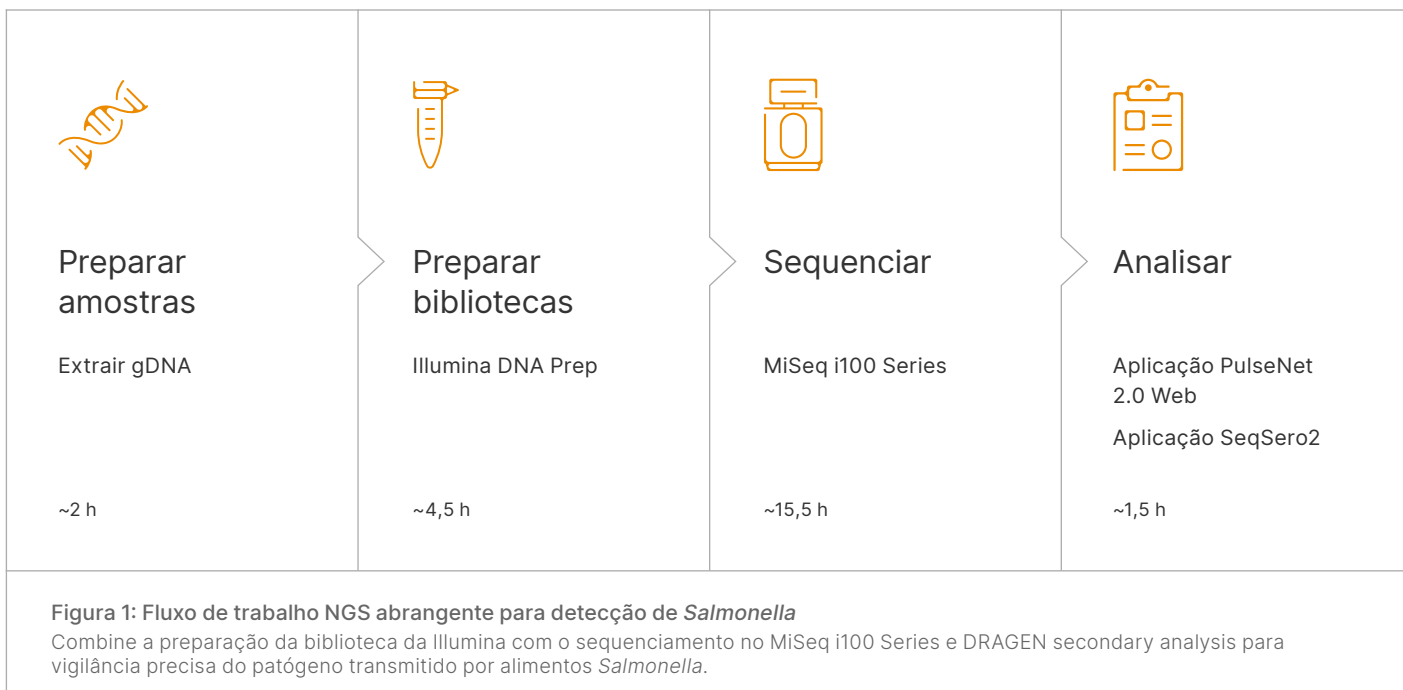 Preparar
amostras
Extrair gDNA
~2 h
Preparar
bibliotecas
Illumina DNA Prep
~4,5 h
Sequenciar
MiSeq i100 Series
~15,5 h
Analisar
Aplicação PulseNet
2.0 Web
Aplicação SeqSero2
~1,5 h
Figura 1: Fluxo de trabalho NGS abrangente para detecção de Salmonella
Combine a preparação da biblioteca da Illumina com o sequenciamento no MiSeq i100 Series e DRAGEN secondary analysis para
vigilância precisa do patógeno transmitido por alimentos Salmonella.